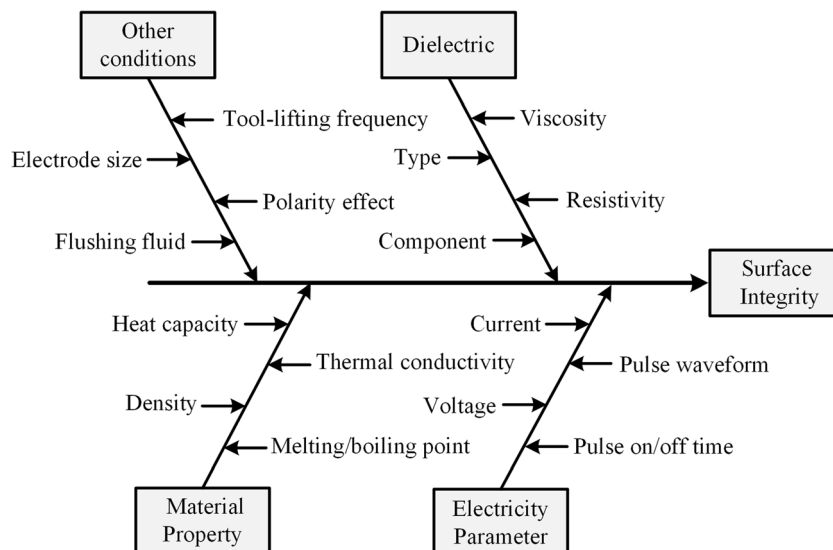 Other
conditions
Dielectric
Tool-lifting frequency
Viscosity
Electrode size
Type
Polarity effect
Resistivity
Flushing fluid
Component
Surface
Integrity
Heat capacity
Current
Thermal conductivity
Pulse waveform
Density
Voltage
Melting/boiling point
Pulse on/off time
Material
Property
Electricity
Parameter